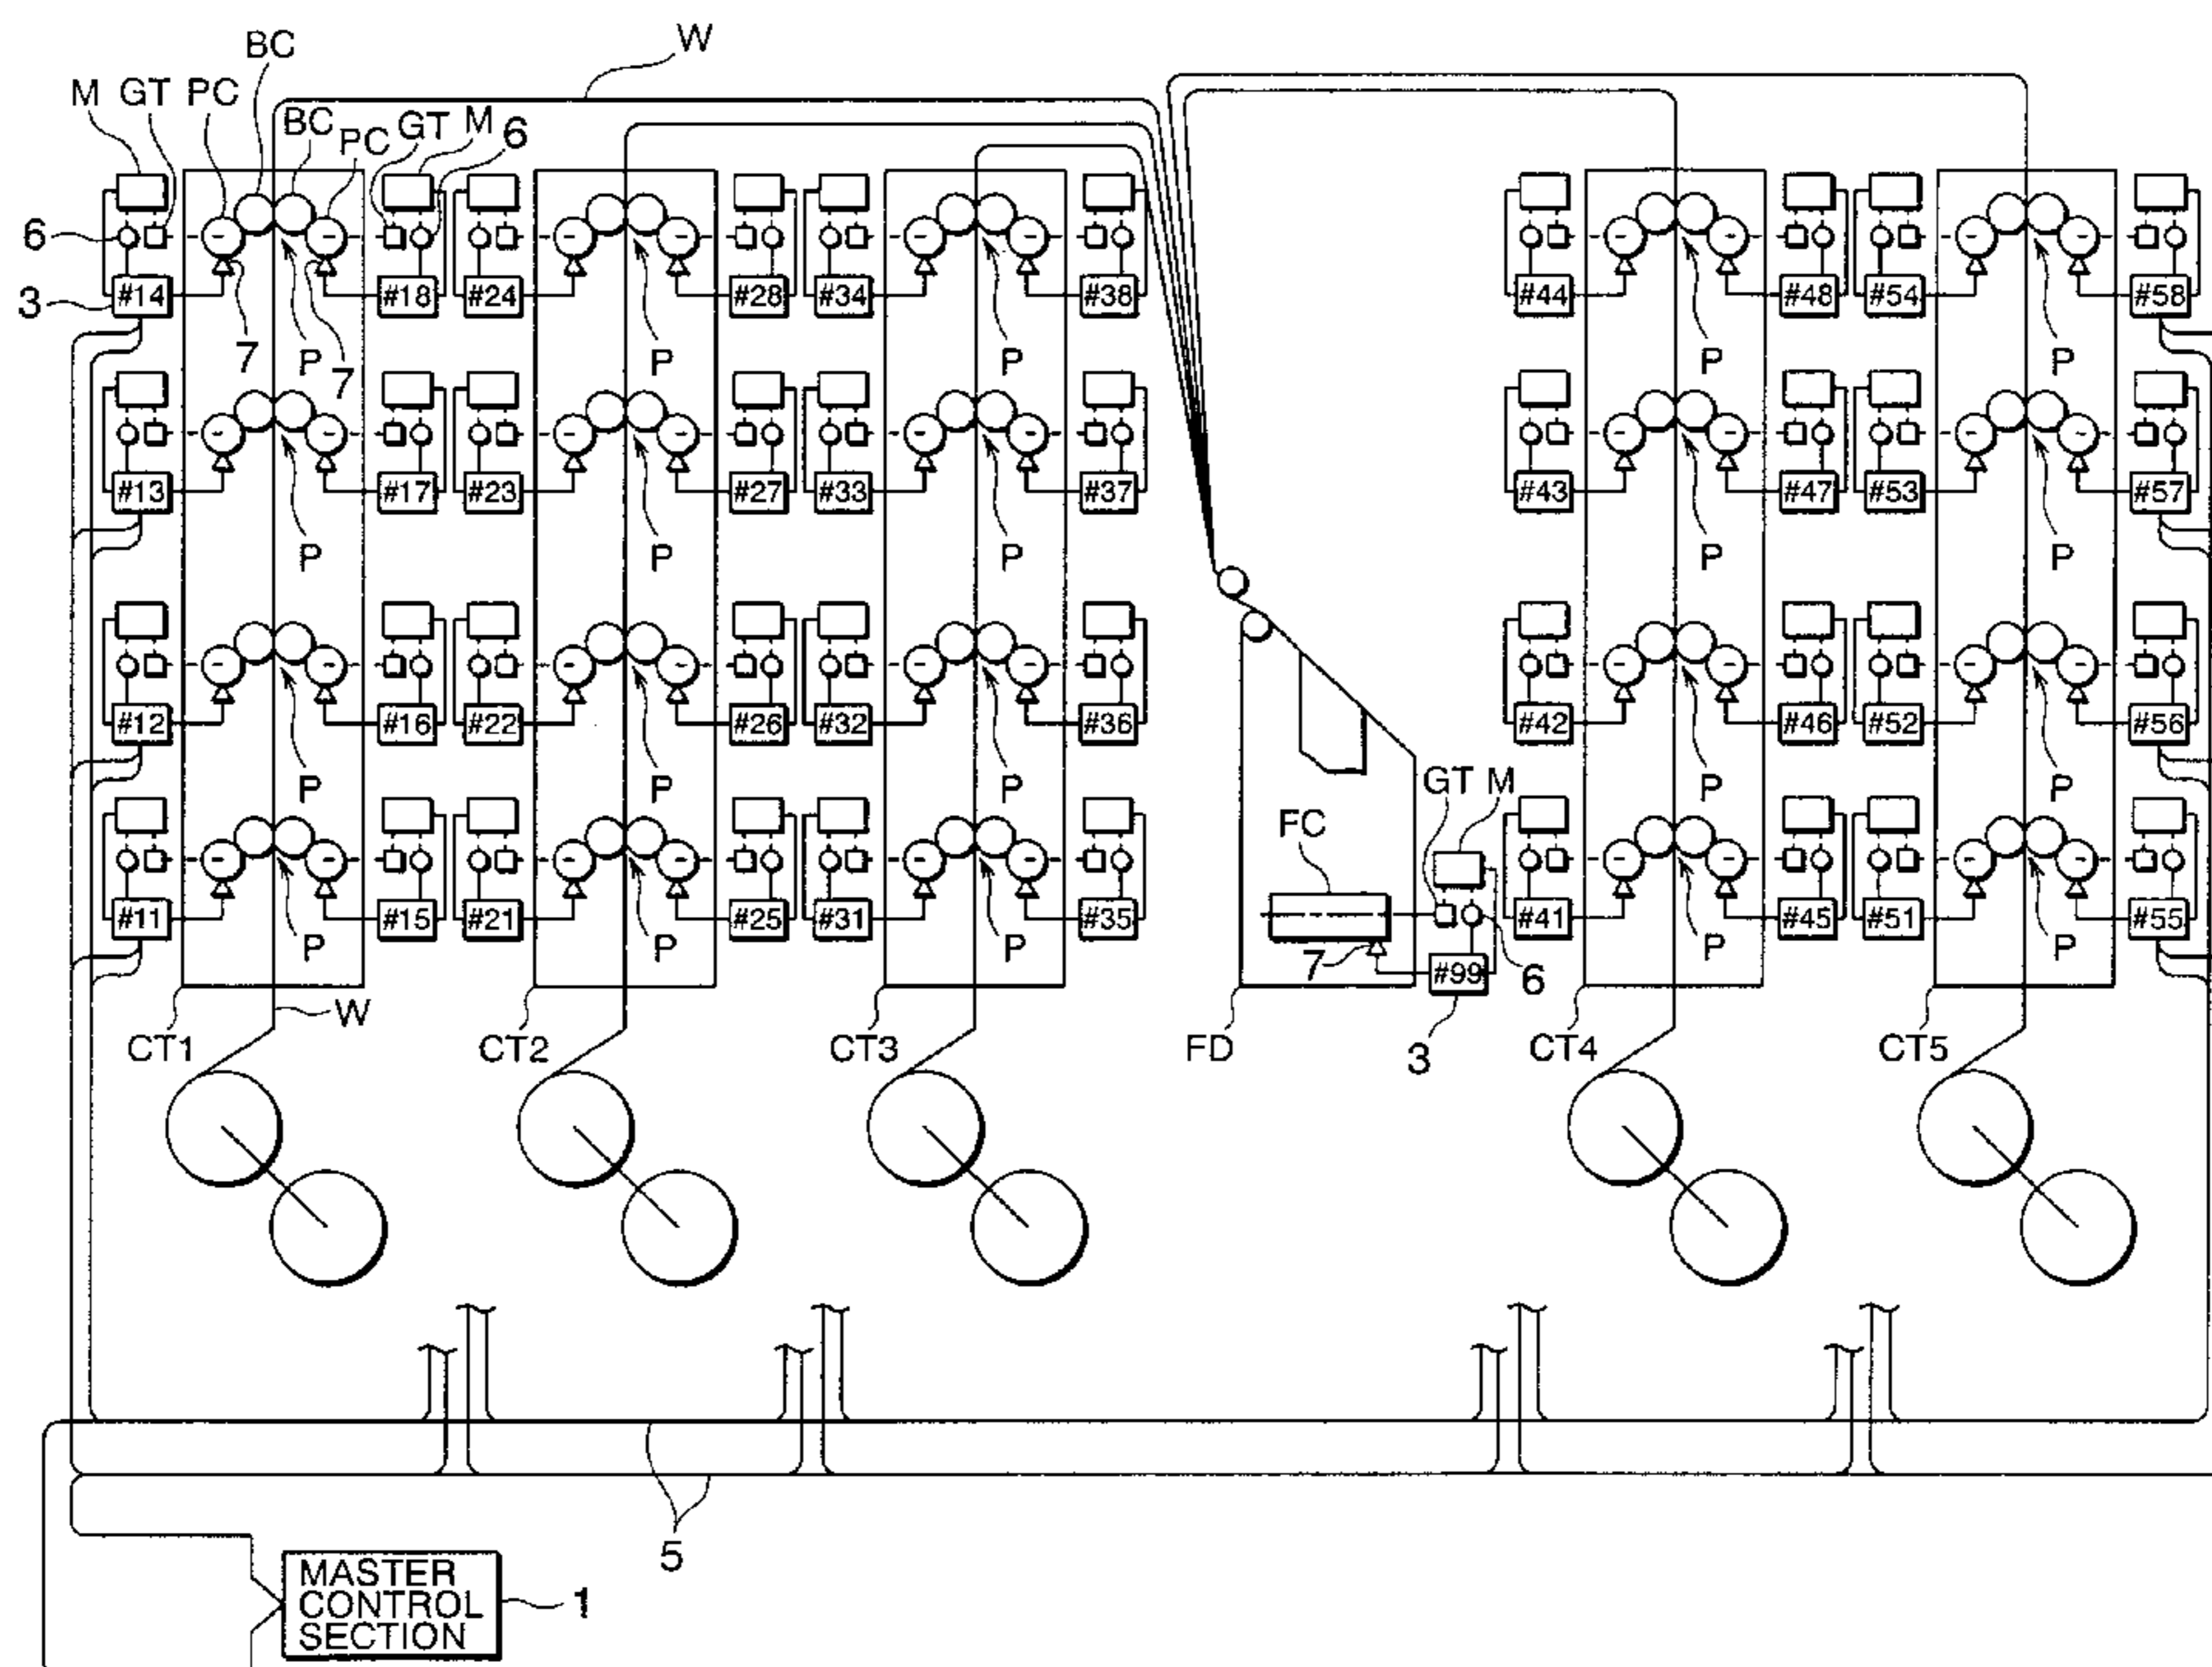 BC
W
M GT PC
BC PC GT M 6
6
3
#14 #18 #24 #28 #34 #38 #44 #48 #54 #58
7 P 7 P P P P
#13 #17 #23 #27 #33 #37 #43 #47 #53 #57
P P P P P
#12 #16 #22 #26 #32 #36 #42 #46 #52 #56
P P P P P
GT M
FC
#11 #15 #21 #25 #31 #35 #41 #45 #51 #55
P P P P P
7 #99 6
W
CT1 CT2 CT3 FD 3 CT4 CT5
5
MASTER
CONTROL
SECTION
1